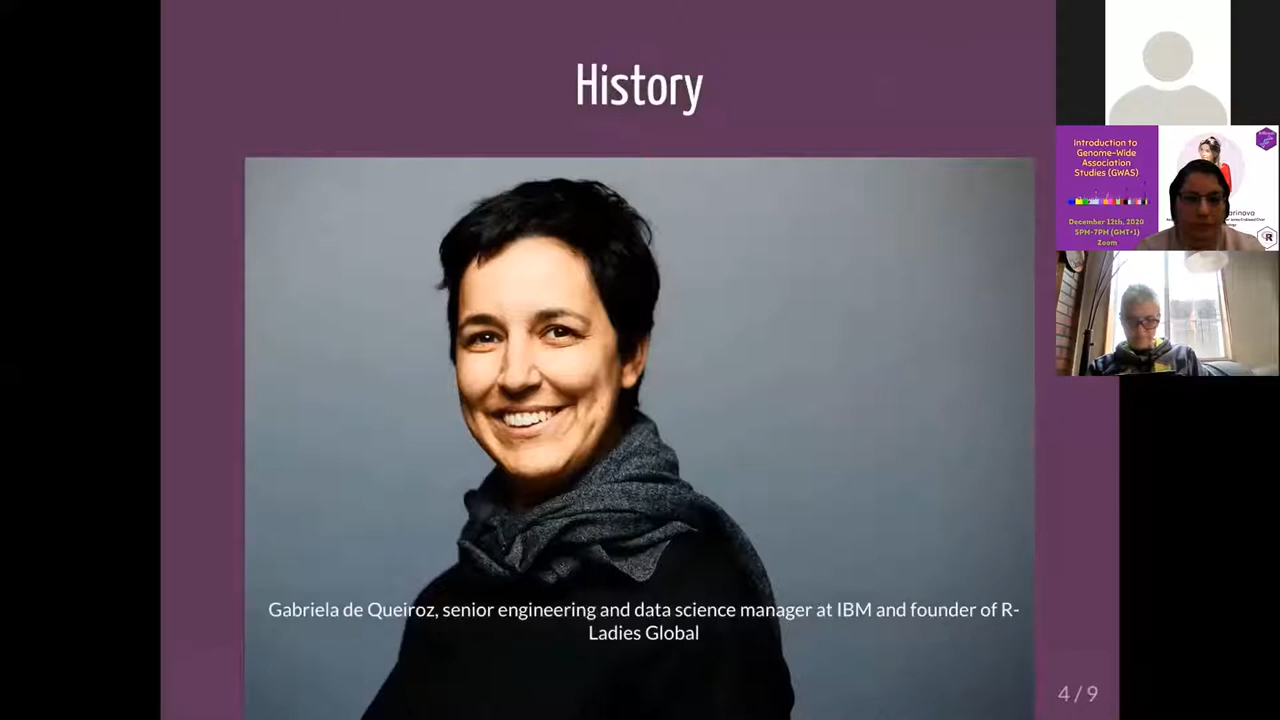 History
Gabriela de Queiroz, senior engineering and data science manager at IBM and founder of R-
Ladies Global
4 / 9
Introduction to
Genome-Wide
Association
Studies (GWAS)
December 12th, 2020
5PM-7PM (GMT+1)
Zoom
R